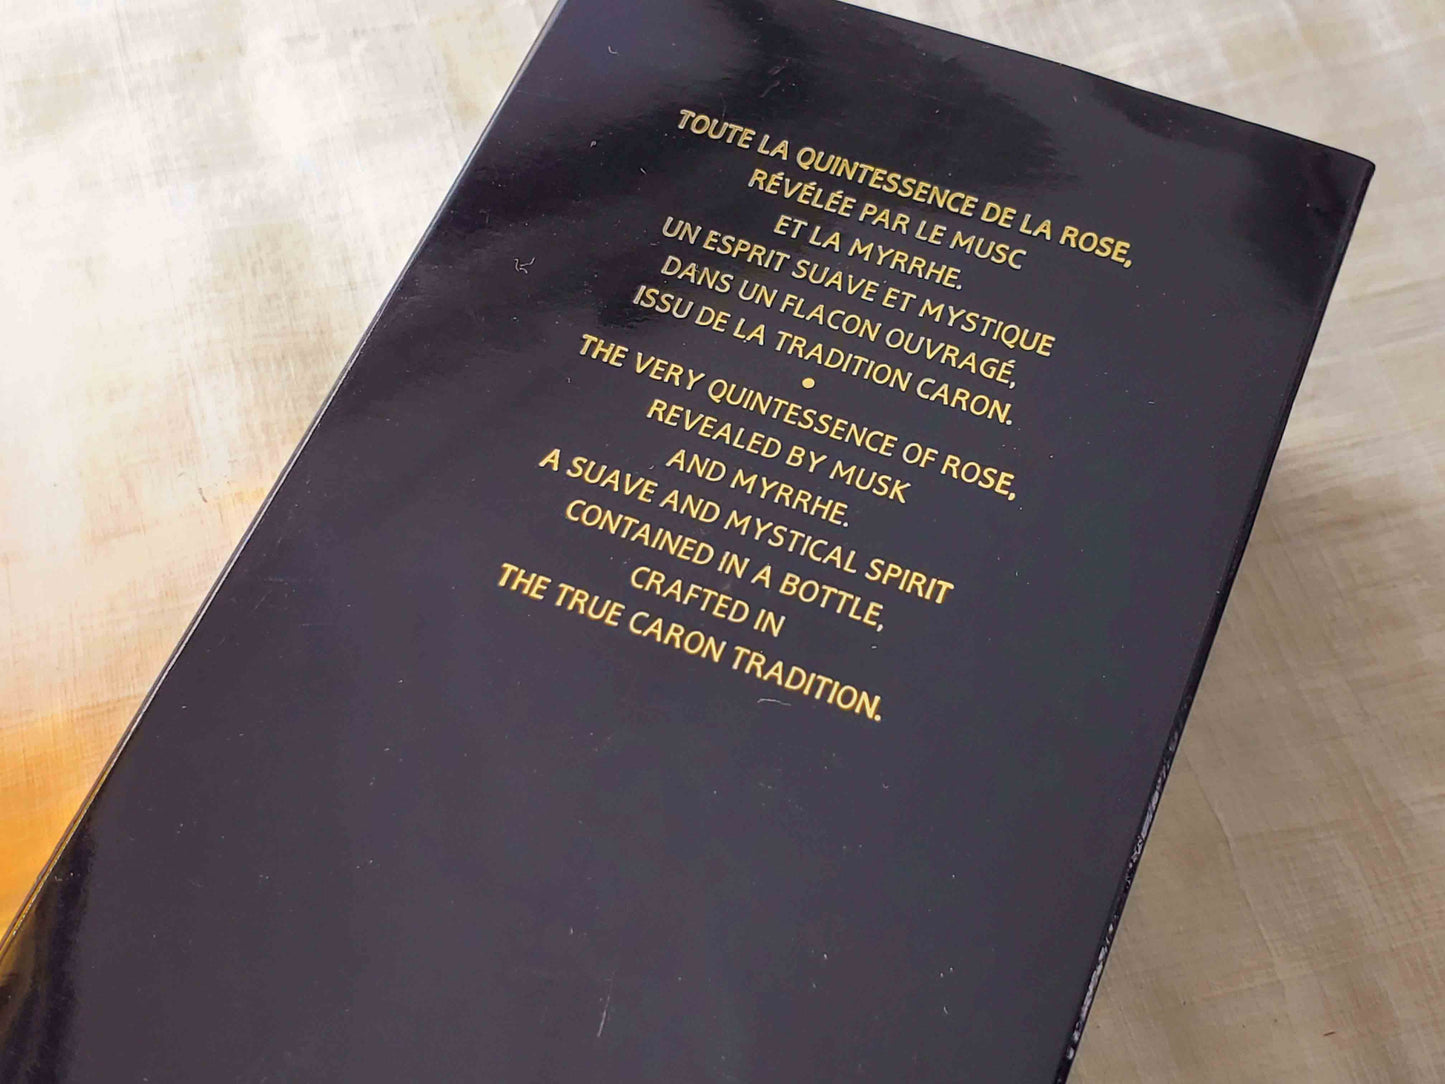 TOUTE LA QUINTESSENCE DE LA ROSE,
RÉVÉLÉE PAR LE MUSC
ET LA MYRRHE.
UN ESPRIT SUAVE ET MYSTIQUE
DANS UN FLACON OUVRAGÉ,
ISSU DE LA TRADITION CARON.
•
THE VERY QUINTESSENCE OF ROSE,
REVEALED BY MUSK
AND MYRRHE.
A SUAVE AND MYSTICAL SPIRIT
CONTAINED IN A BOTTLE,
CRAFTED IN
THE TRUE CARON TRADITION.